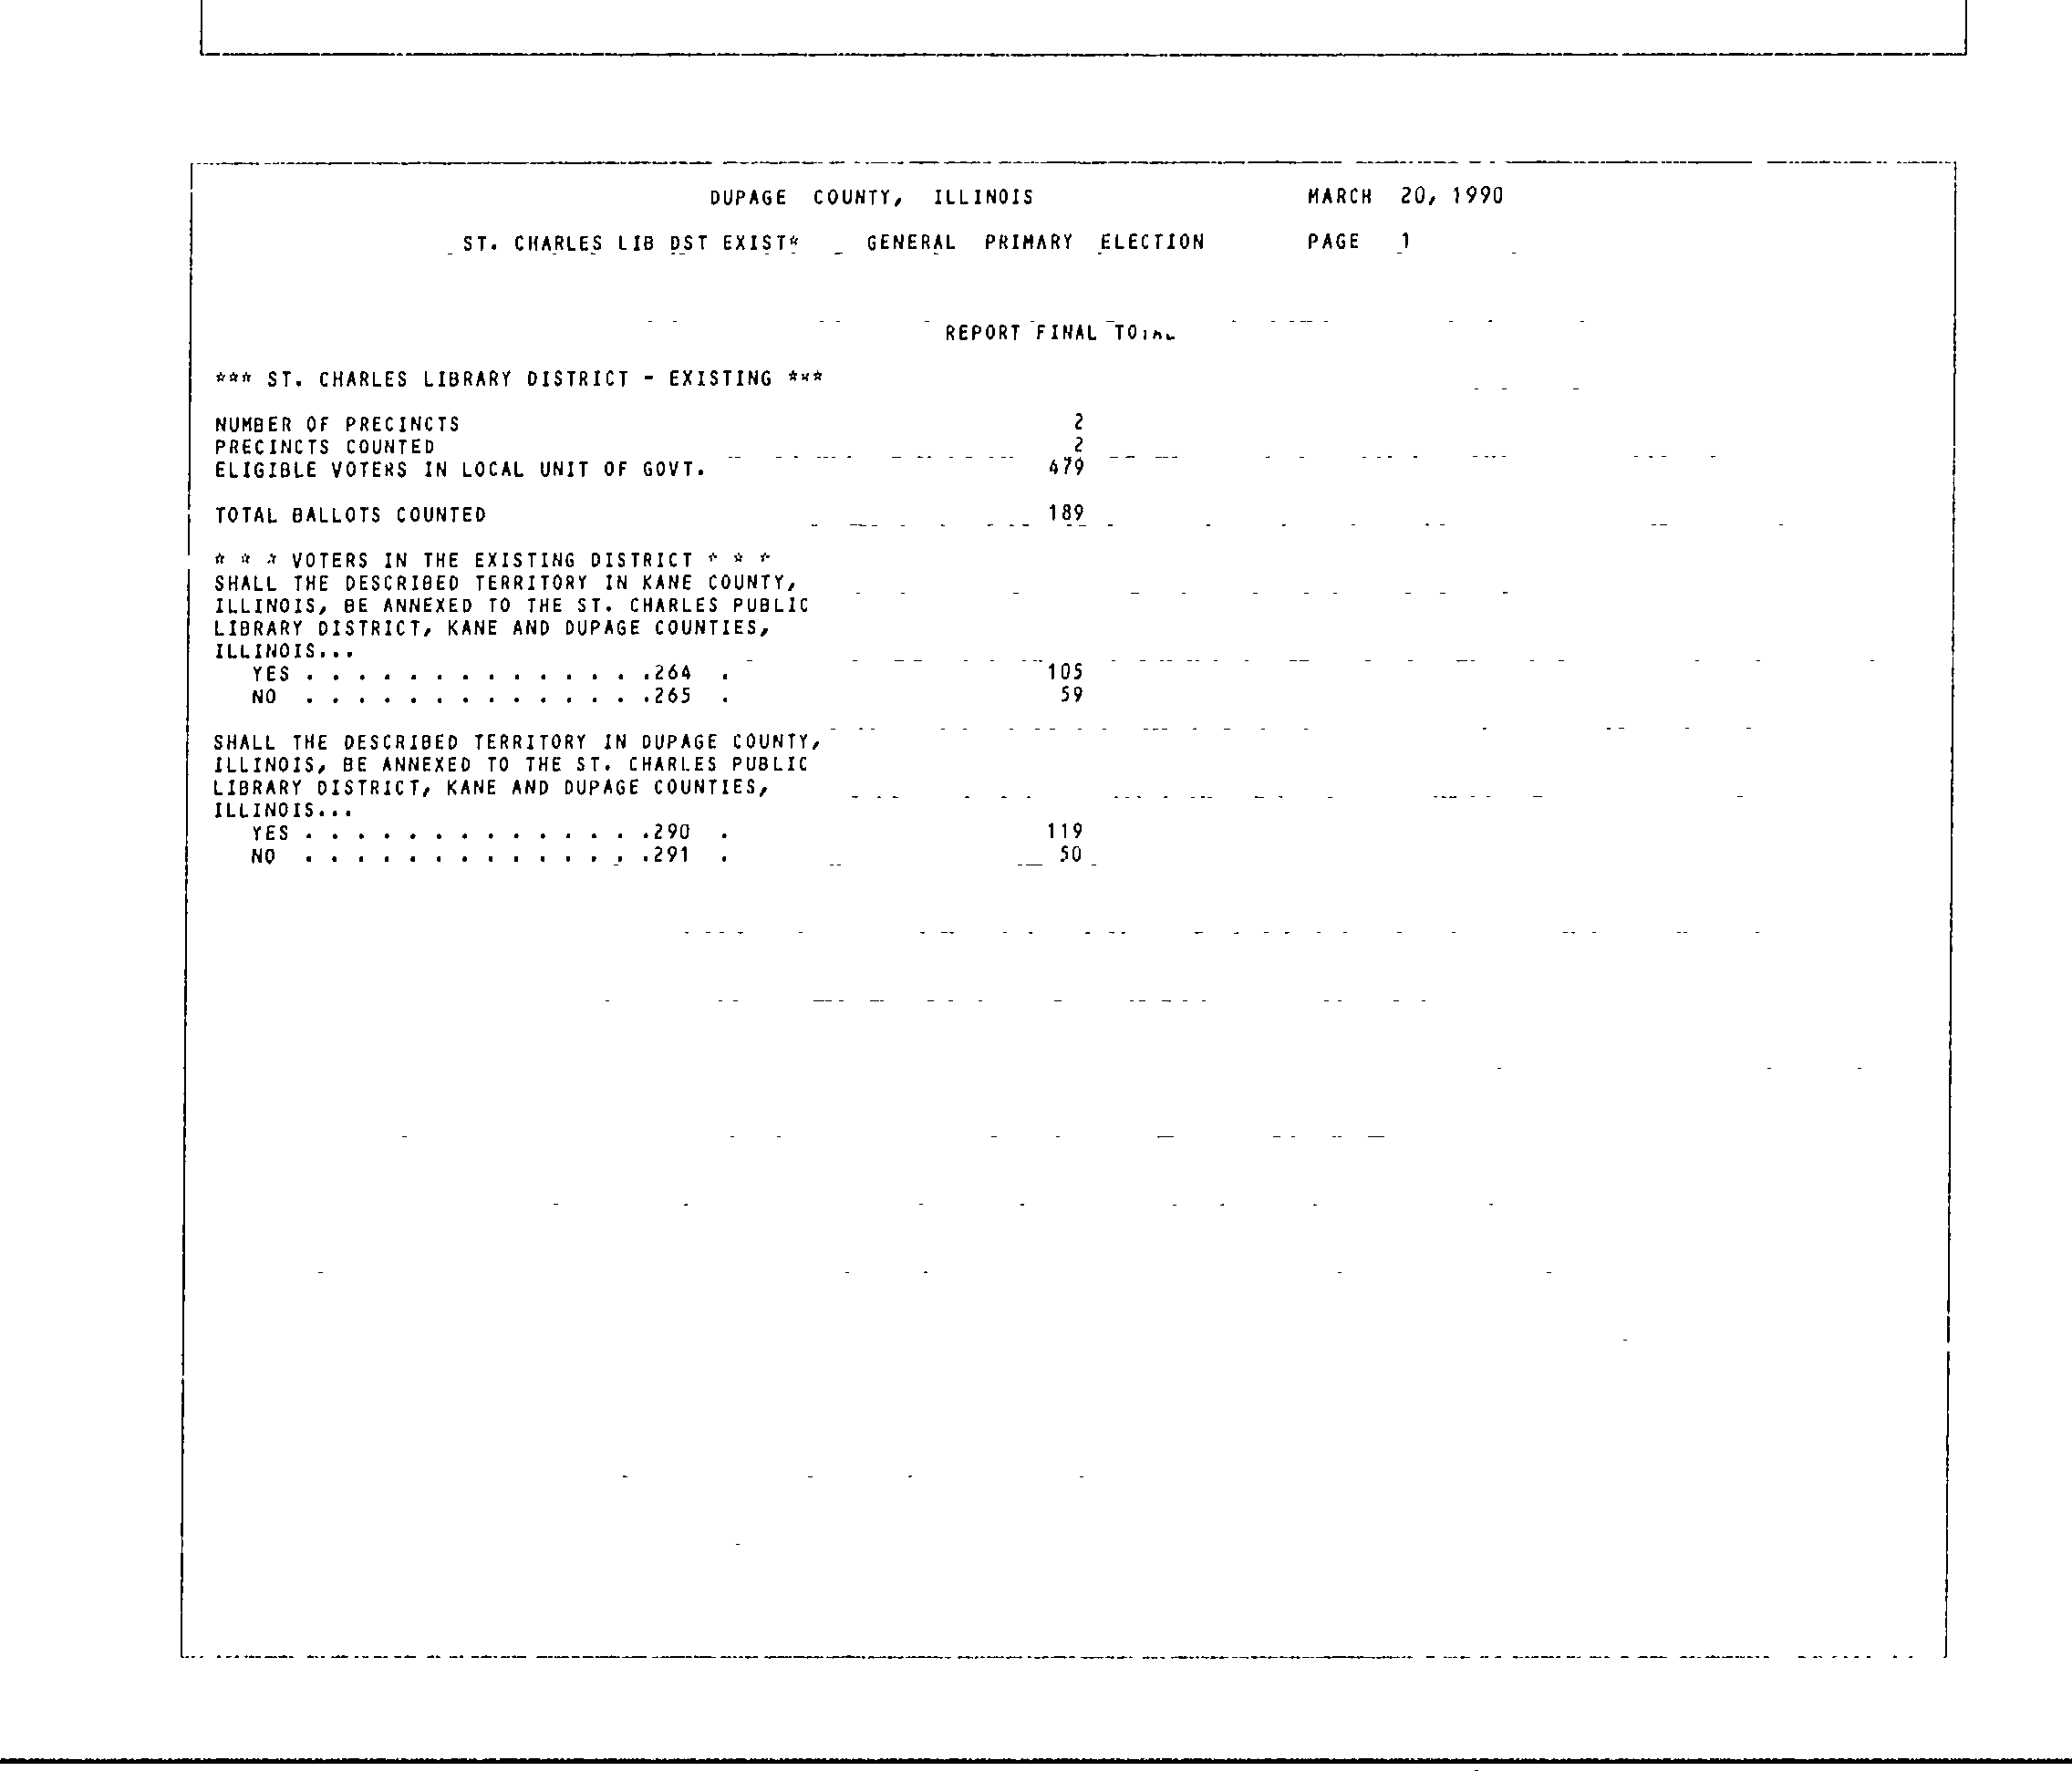 DUPAGE COUNTY, ILLINOIS MARCH 20, 1990
ST. CHARLES LIB DST EXIST* GENERAL PRIMARY ELECTION PAGE 1
REPORT FINAL TOTAL
*** ST. CHARLES LIBRARY DISTRICT - EXISTING ***
NUMBER OF PRECINCTS 2
PRECINCTS COUNTED 2
ELIGIBLE VOTERS IN LOCAL UNIT OF GOVT. 479
TOTAL BALLOTS COUNTED 189
* * * VOTERS IN THE EXISTING DISTRICT * * *
SHALL THE DESCRIBED TERRITORY IN KANE COUNTY,
ILLINOIS, BE ANNEXED TO THE ST. CHARLES PUBLIC
LIBRARY DISTRICT, KANE AND DUPAGE COUNTIES,
ILLINOIS...
YES . . . . . . . . . . . . . .264 . 105
NO . . . . . . . . . . . . . .265 . 59
SHALL THE DESCRIBED TERRITORY IN DUPAGE COUNTY,
ILLINOIS, BE ANNEXED TO THE ST. CHARLES PUBLIC
LIBRARY DISTRICT, KANE AND DUPAGE COUNTIES,
ILLINOIS...
YES . . . . . . . . . . . . . .290 . 119
NO . . . . . . . . . . . . . .291 . 50